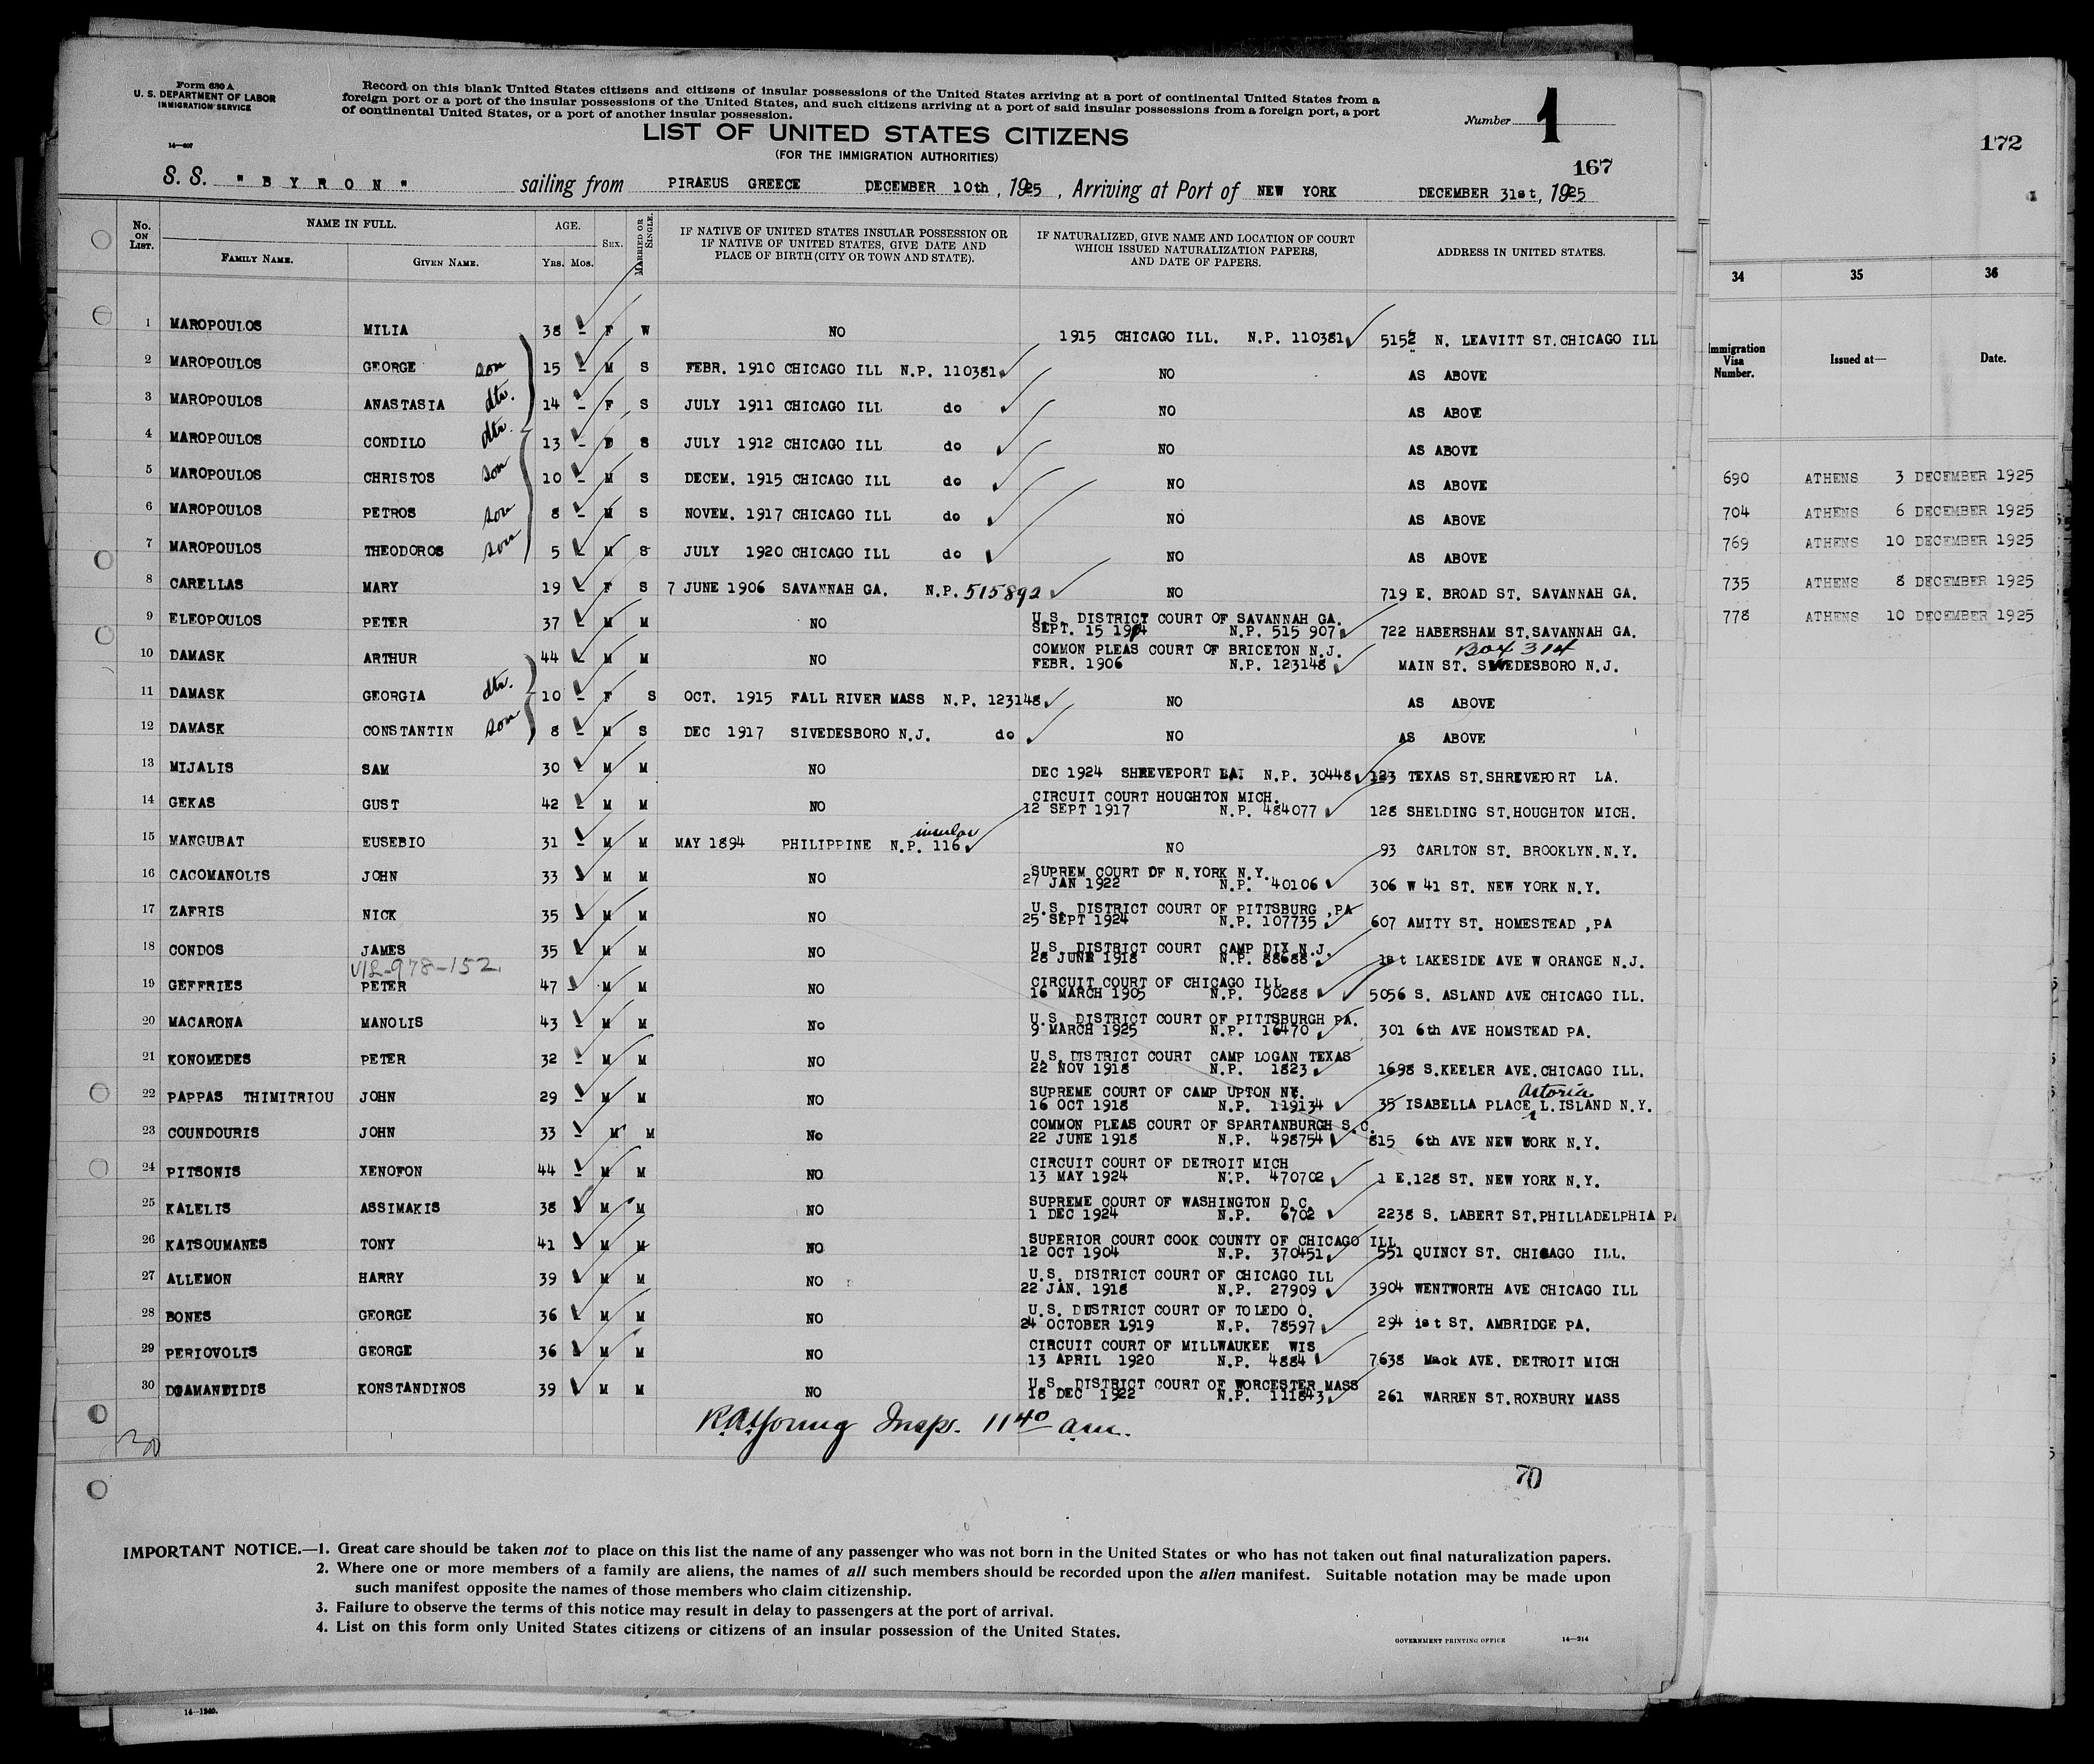 Form 630 A
U. S. DEPARTMENT OF LABOR
IMMIGRATION SERVICE
14—607
Record on this blank United States citizens and citizens of insular possessions of the United States arriving at a port of continental United States from a
foreign port or a port of the insular possessions of the United States, and such citizens arriving at a port of said insular possessions from a foreign port, a port
of continental United States, or a port of another insular possession.
LIST OF UNITED STATES CITIZENS
(FOR THE IMMIGRATION AUTHORITIES)
Number 1
167
S. S. "BYRON" sailing from PIRAEUS GREECE DECEMBER 10th, 1925, Arriving at Port of NEW YORK DECEMBER 31st, 1925
No. ON LIST. NAME IN FULL. FAMILY NAME. GIVEN NAME. AGE. YRS. MOS. SEX. MARRIED OR SINGLE. IF NATIVE OF UNITED STATES INSULAR POSSESSION OR IF NATIVE OF UNITED STATES, GIVE DATE AND PLACE OF BIRTH (CITY OR TOWN AND STATE). IF NATURALIZED, GIVE NAME AND LOCATION OF COURT WHICH ISSUED NATURALIZATION PAPERS, AND DATE OF PAPERS. ADDRESS IN UNITED STATES.
1 MAROPOULOS MILIA 38 - F W NO 1915 CHICAGO ILL. N.P. 110381 5152 N. LEAVITT ST. CHICAGO ILL
2 MAROPOULOS GEORGE son 15 - M S FEBR. 1910 CHICAGO ILL N.P. 110381 NO AS ABOVE
3 MAROPOULOS ANASTASIA dtr. 14 - F S JULY 1911 CHICAGO ILL do NO AS ABOVE
4 MAROPOULOS CONDILO dtr. 13 - S JULY 1912 CHICAGO ILL do NO AS ABOVE
5 MAROPOULOS CHRISTOS son 10 - M S DECEM. 1915 CHICAGO ILL do NO AS ABOVE
6 MAROPOULOS PETROS son 8 - M S NOVEM. 1917 CHICAGO ILL do NO AS ABOVE
7 MAROPOULOS THEODOROS son 5 - M S JULY 1920 CHICAGO ILL do NO AS ABOVE
8 CARELLAS MARY 19 - F S 7 JUNE 1906 SAVANNAH GA. N.P. 515892 NO 719 E. BROAD ST. SAVANNAH GA.
9 ELEOPOULOS PETER 37 - M M NO U.S. DISTRICT COURT OF SAVANNAH GA.
SEPT. 15 1914 N.P. 515 907 722 HABERSHAM ST. SAVANNAH GA.
10 DAMASK ARTHUR 44 - M M NO COMMON PLEAS COURT OF BRICETON N.J. Box 314
FEBR. 1906 N.P. 123148 MAIN ST. SWEDESBORO N.J.
11 DAMASK GEORGIA dtr. 10 - F S OCT. 1915 FALL RIVER MASS N.P. 123148 NO AS ABOVE
12 DAMASK CONSTANTIN son 8 - M S DEC 1917 SIVEDESBORO N.J. do NO AS ABOVE
13 MIJALIS SAM 30 - M M NO DEC 1924 SHREVEPORT N.P. 30448 123 TEXAS ST. SHREVEPORT LA.
14 GEKAS GUST 42 - M M NO CIRCUIT COURT HOUGHTON MICH.
12 SEPT 1917 N.P. 484077 128 SHELDING ST. HOUGHTON MICH.
15 MANGUBAT EUSEBIO 31 - M M MAY 1894 PHILIPPINE insular N.P. 116 NO 93 CARLTON ST. BROOKLYN. N.Y.
16 CACOMANOLIS JOHN 33 - M M NO SUPREM COURT OF N.YORK N.Y.
27 JAN 1922 N.P. 40106 306 W 41 ST. NEW YORK N.Y.
17 ZAFRIS NICK 35 - M M NO U.S. DISTRICT COURT OF PITTSBURG ,PA
25 SEPT 1924 N.P. 107735 607 AMITY ST. HOMESTEAD ,PA
18 CONDOS JAMES 35 - M M NO U.S. DISTRICT COURT CAMP DIX N.J.
28 JUNE 1918 N.P. 88688 1st LAKESIDE AVE W ORANGE N.J.
V12-978-152
19 GEFFRIES PETER 47 M M NO CIRCUIT COURT OF CHICAGO ILL
16 MARCH 1905 N.P. 90288 5056 S. ASLAND AVE CHICAGO ILL.
20 MACARONA MANOLIS 43 - M M No U.S. DISTRICT COURT OF PITTSBURGH PA.
9 MARCH 1925 N.P. 16470 301 6th AVE HOMSTEAD PA.
21 KONOMEDES PETER 32 - M M NO U.S. DISTRICT COURT CAMP LOGAN TEXAS
22 NOV 1918 N.P. 1823 1698 S.KEELER AVE. CHICAGO ILL.
22 PAPPAS THIMITRIOU JOHN 29 - M M NO SUPREME COURT OF CAMP UPTON NY. Astoria
16 OCT 1918 N.P. 119134 35 ISABELLA PLACE L. ISLAND N.Y.
23 COUNDOURIS JOHN 33 - M M No COMMON PLEAS COURT OF SPARTANBURGH S.C.
22 JUNE 1918 N.P. 498754 815 6th AVE NEW YORK N.Y.
24 PITSONIS XENOFON 44 - M M NO CIRCUIT COURT OF DETROIT MICH
13 MAY 1924 N.P. 470702 1 E.128 ST. NEW YORK N.Y.
25 KALELIS ASSIMAKIS 38 M M NO SUPREME COURT OF WASHINGTON D.C.
1 DEC 1924 N.P. 6702 2238 S. LABERT ST. PHILLADELPHIA PA
26 KATSOUMANES TONY 41 - M M NO SUPERIOR COURT COOK COUNTY OF CHICAGO ILL
12 OCT 1904 N.P. 370451 551 QUINCY ST. CHICAGO ILL.
27 ALLEMON HARRY 39 M M NO U.S. DISTRICT COURT OF CHICAGO ILL
22 JAN. 1918 N.P. 27909 3904 WENTWORTH AVE CHICAGO ILL
28 BONES GEORGE 36 - M M NO U.S. DISTRICT COURT OF TOLEDO O.
24 OCTOBER 1919 N.P. 78597 294 1st ST. AMBRIDGE PA.
29 PERIOVOLIS GEORGE 36 M M NO CIRCUIT COURT OF MILLWAUKEE WIS
13 APRIL 1920 N.P. 4884 7638 Mack AVE. DETROIT MICH
30 KONSTANDINOS 39 M M NO U.S. DISTRICT COURT OF WORCESTER MASS
18 DEC 1922 N.P. 111843 261 WARREN ST. ROXBURY MASS
30
R.A. Young Insp. 11 40 am.
70
IMPORTANT NOTICE.—1. Great care should be taken not to place on this list the name of any passenger who was not born in the United States or who has not taken out final naturalization papers.
2. Where one or more members of a family are aliens, the names of all such members should be recorded upon the alien manifest. Suitable notation may be made upon
such manifest opposite the names of those members who claim citizenship.
3. Failure to observe the terms of this notice may result in delay to passengers at the port of arrival.
4. List on this form only United States citizens or citizens of an insular possession of the United States.
GOVERNMENT PRINTING OFFICE 14—214
14—1240.
172
1
34 35 36
Immigration Visa Number. Issued at— Date.
690 ATHENS 3 DECEMBER 1925
704 ATHENS 6 DECEMBER 1925
769 ATHENS 10 DECEMBER 1925
735 ATHENS 8 DECEMBER 1925
778 ATHENS 10 DECEMBER 1925